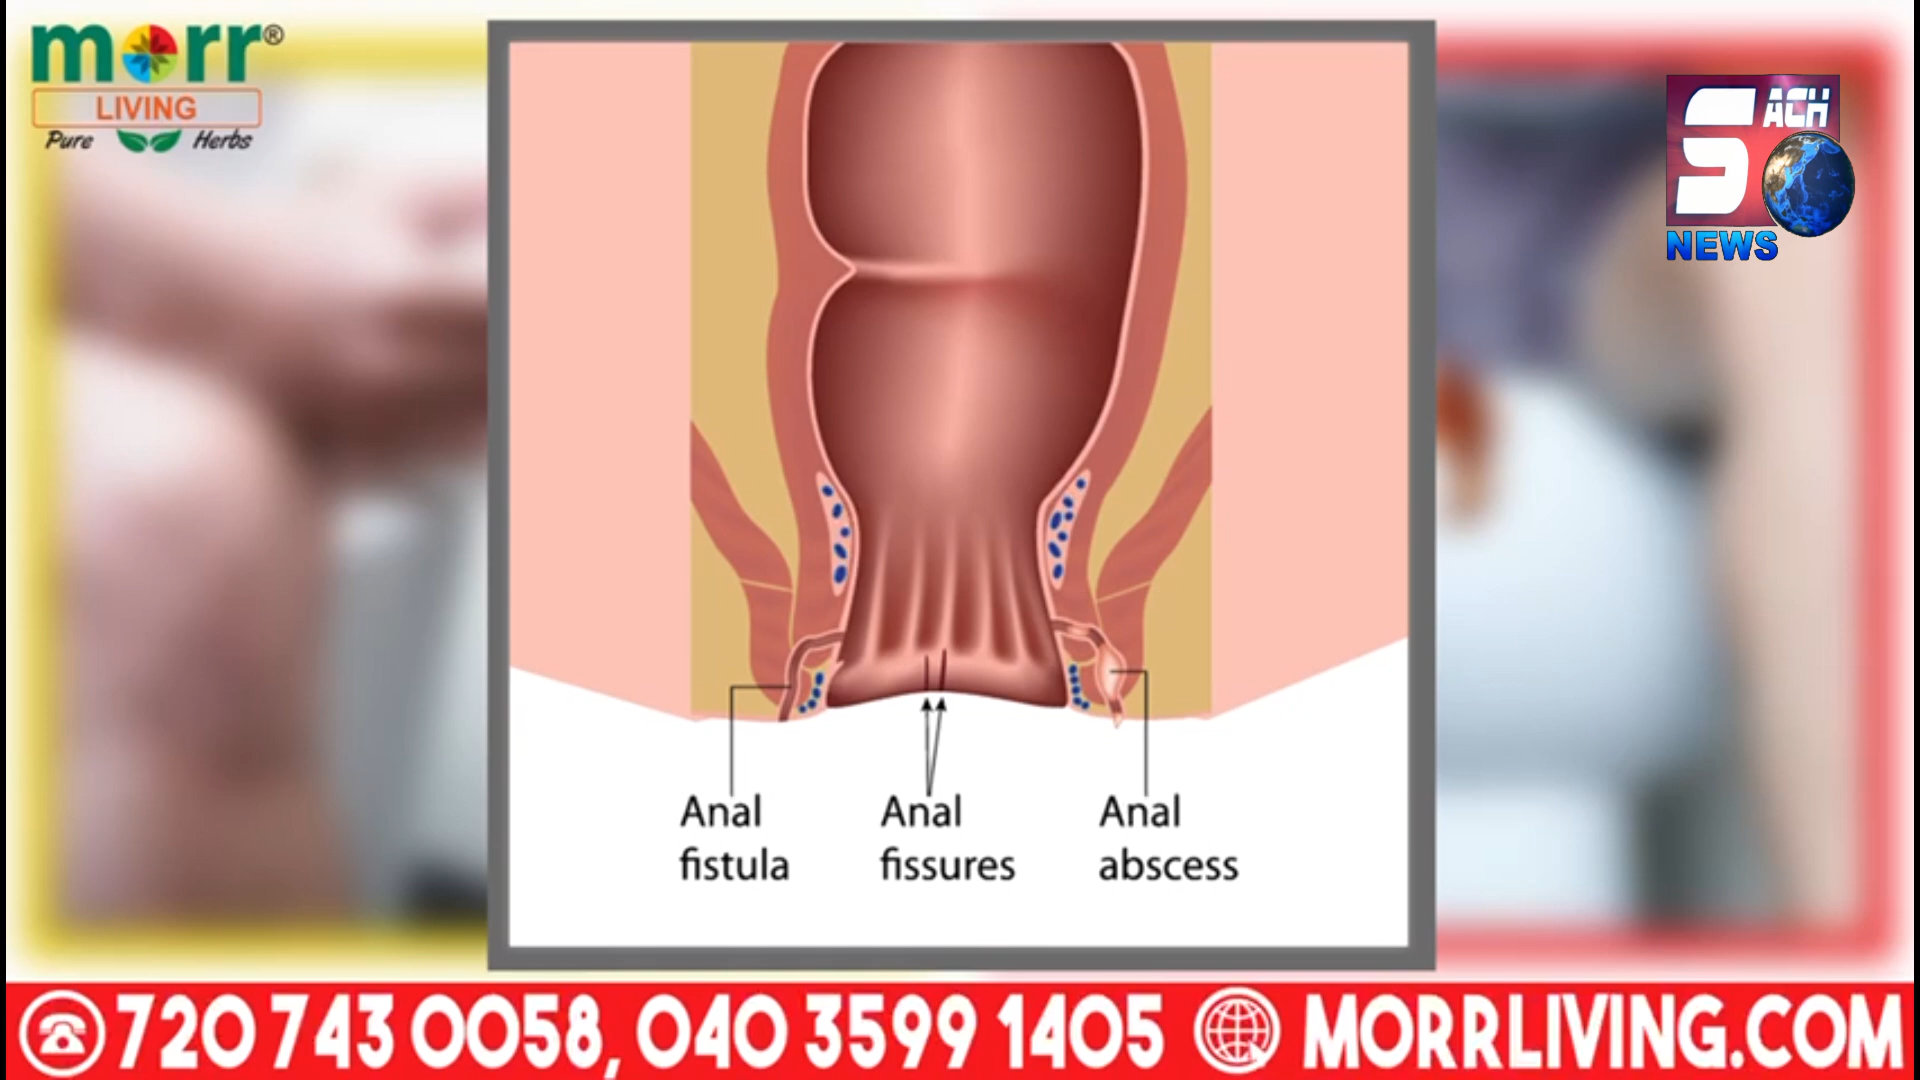 morr®
LIVING
Pure Herbs
SACH
NEWS
Anal
fistula
Anal
fissures
Anal
abscess
720 743 0058, 040 3599 1405 MORRLIVING.COM